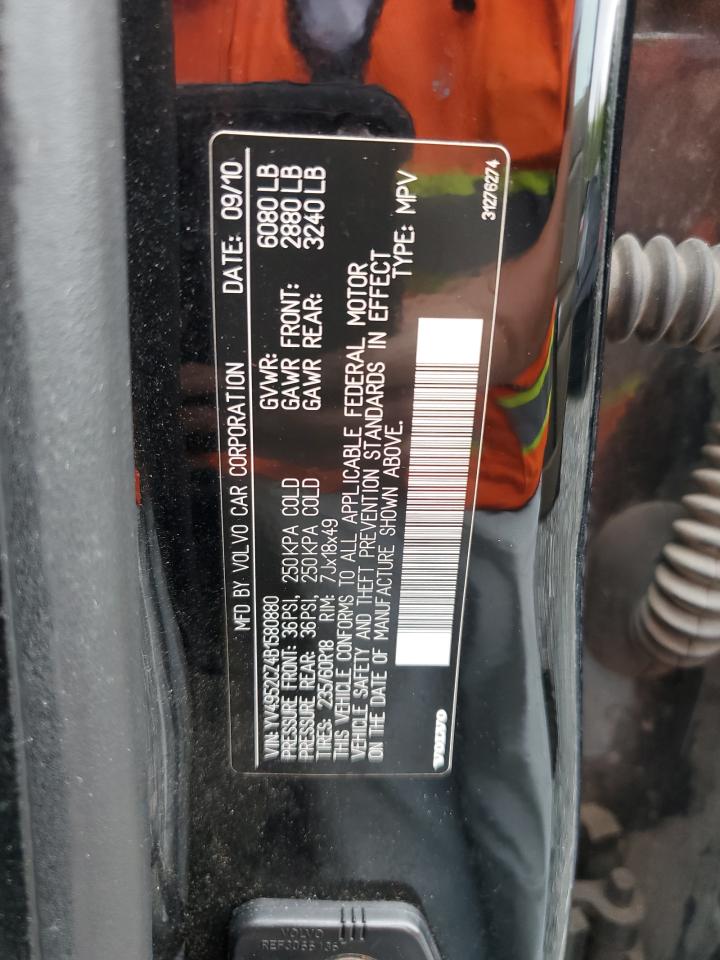 MFD BY VOLVO CAR CORPORATION DATE: 09/10
VIN: YV4952CZ4B1580880 GVWR: 6080 LB
PRESSURE FRONT: 36PSI, 250KPA COLD GAWR FRONT: 2880 LB
PRESSURE REAR: 36PSI, 250KPA COLD GAWR REAR: 3240 LB
TIRES: 235/60R18 RIM: 7Jx18x49
THIS VEHICLE CONFORMS TO ALL APPLICABLE FEDERAL MOTOR
VEHICLE SAFETY AND THEFT PREVENTION STANDARDS IN EFFECT
ON THE DATE OF MANUFACTURE SHOWN ABOVE. TYPE: MPV
VOLVO 31276274
VOLVO